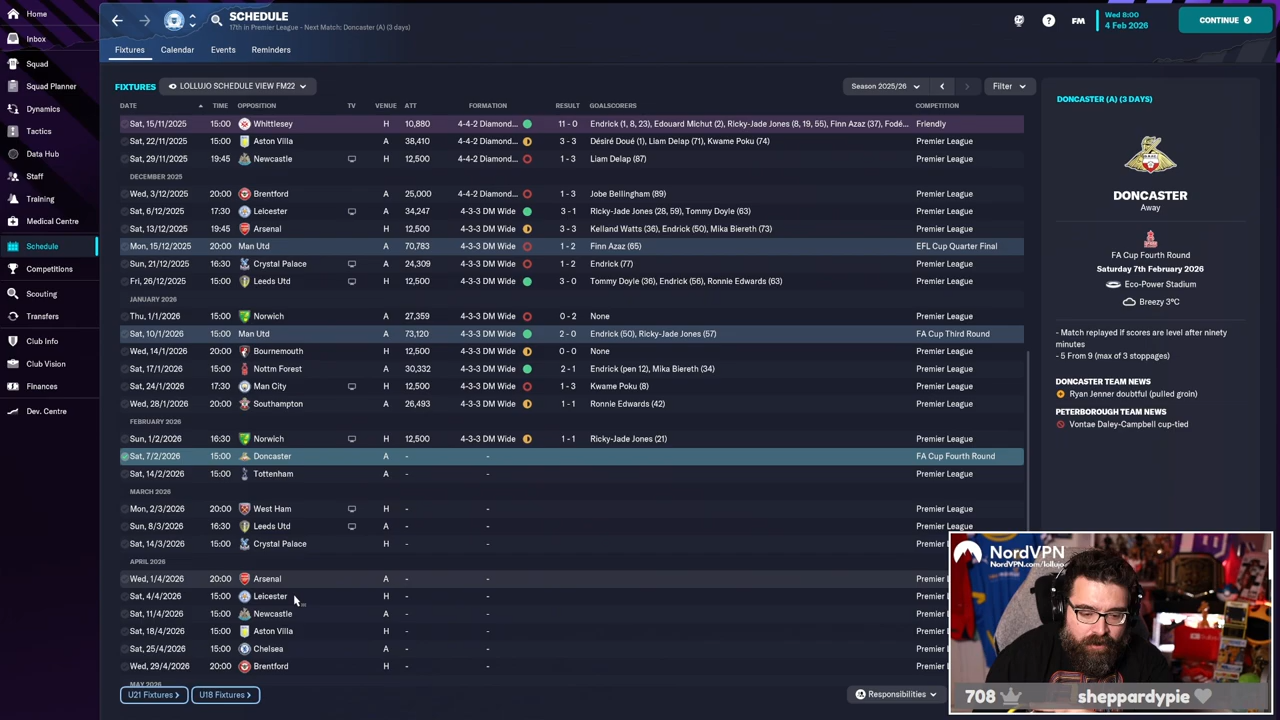 Home
SCHEDULE
17th in Premier League - Next Match: Doncaster (A) (3 days)
FM
Wed 8:00
4 Feb 2026
CONTINUE
Inbox
Squad
Squad Planner
Dynamics
Tactics
Data Hub
Staff
Training
Medical Centre
Schedule
Competitions
Scouting
Transfers
Club Info
Club Vision
Finances
Dev. Centre
Fixtures Calendar Events Reminders
FIXTURES LOLLUJO SCHEDULE VIEW FM22 Season 2025/26 Filter
DATE TIME OPPOSITION TV VENUE ATT FORMATION RESULT GOALSCORERS COMPETITION
Sat, 15/11/2025 15:00 Whittlesey H 10,880 4-4-2 Diamond... 11 - 0 Endrick (1, 8, 23), Edouard Michut (2), Ricky-Jade Jones (8, 19, 55), Finn Azaz (37), Fodé... Friendly
Sat, 22/11/2025 15:00 Aston Villa A 38,410 4-4-2 Diamond... 3 - 3 Désiré Doué (1), Liam Delap (71), Kwame Poku (74) Premier League
Sat, 29/11/2025 19:45 Newcastle H 12,500 4-4-2 Diamond... 1 - 3 Liam Delap (87) Premier League
DECEMBER 2025
Wed, 3/12/2025 20:00 Brentford A 25,000 4-4-2 Diamond... 1 - 3 Jobe Bellingham (89) Premier League
Sat, 6/12/2025 17:30 Leicester A 34,247 4-3-3 DM Wide 3 - 1 Ricky-Jade Jones (28, 59), Tommy Doyle (63) Premier League
Sat, 13/12/2025 19:45 Arsenal H 12,500 4-3-3 DM Wide 3 - 3 Kelland Watts (36), Endrick (50), Mika Biereth (73) Premier League
Mon, 15/12/2025 20:00 Man Utd A 70,783 4-3-3 DM Wide 1 - 2 Finn Azaz (65) EFL Cup Quarter Final
Sun, 21/12/2025 16:30 Crystal Palace A 24,309 4-3-3 DM Wide 1 - 2 Endrick (77) Premier League
Fri, 26/12/2025 15:00 Leeds Utd H 12,500 4-3-3 DM Wide 3 - 0 Tommy Doyle (36), Endrick (56), Ronnie Edwards (63) Premier League
JANUARY 2026
Thu, 1/1/2026 15:00 Norwich A 27,359 4-3-3 DM Wide 0 - 2 None Premier League
Sat, 10/1/2026 15:00 Man Utd A 73,120 4-3-3 DM Wide 2 - 0 Endrick (50), Ricky-Jade Jones (57) FA Cup Third Round
Wed, 14/1/2026 20:00 Bournemouth H 12,500 4-3-3 DM Wide 0 - 0 None Premier League
Sat, 17/1/2026 15:00 Nottm Forest A 30,332 4-3-3 DM Wide 2 - 1 Endrick (pen 12), Mika Biereth (34) Premier League
Sat, 24/1/2026 17:30 Man City H 12,500 4-3-3 DM Wide 1 - 3 Kwame Poku (8) Premier League
Wed, 28/1/2026 20:00 Southampton A 26,493 4-3-3 DM Wide 1 - 1 Ronnie Edwards (42) Premier League
FEBRUARY 2026
Sun, 1/2/2026 16:30 Norwich H 12,500 4-3-3 DM Wide 1 - 1 Ricky-Jade Jones (21) Premier League
Sat, 7/2/2026 15:00 Doncaster A - - FA Cup Fourth Round
Sat, 14/2/2026 15:00 Tottenham A - - Premier League
MARCH 2026
Mon, 2/3/2026 20:00 West Ham H - - Premier League
Sun, 8/3/2026 16:30 Leeds Utd A - - Premier League
Sat, 14/3/2026 15:00 Crystal Palace H - - Premier L
APRIL 2026
Wed, 1/4/2026 20:00 Arsenal A - - Premier
Sat, 4/4/2026 15:00 Leicester H - - Premier
Sat, 11/4/2026 15:00 Newcastle A - - Premier
Sat, 18/4/2026 15:00 Aston Villa H - - Premier
Sat, 25/4/2026 15:00 Chelsea A - - Premier
Wed, 29/4/2026 20:00 Brentford H - - Premier
MAY 2026
U21 Fixtures U18 Fixtures Responsibilities
DONCASTER (A) (3 DAYS)
DONCASTER
Away
FA Cup Fourth Round
Saturday 7th February 2026
Eco-Power Stadium
Breezy 3°C
- Match replayed if scores are level after ninety
minutes
- 5 From 9 (max of 3 stoppages)
DONCASTER TEAM NEWS
Ryan Jenner doubtful (pulled groin)
PETERBOROUGH TEAM NEWS
Vontae Daley-Campbell cup-tied
NordVPN
NordVPN.com/lollujo
708 sheppardypie